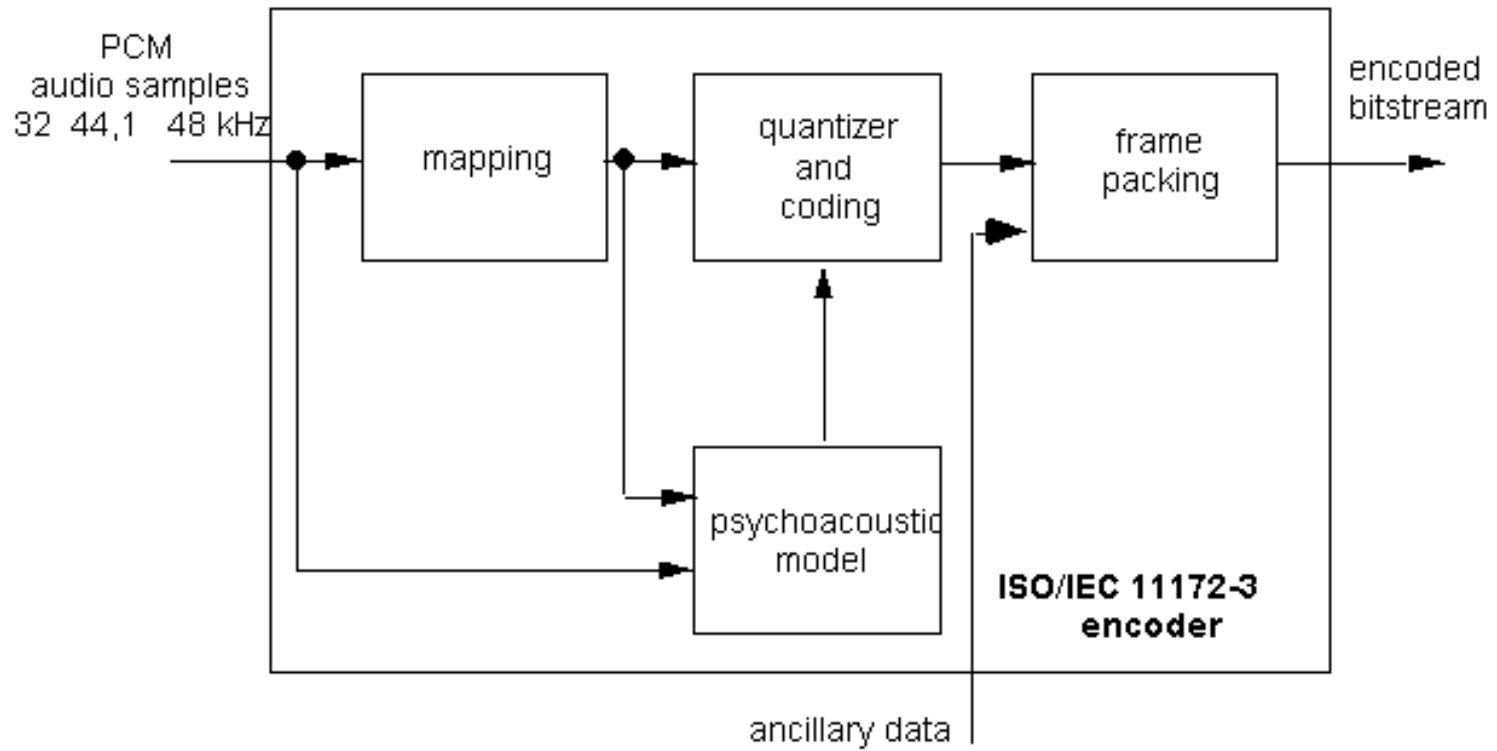 PCM
audio samples
32 44,1 48 kHz
mapping
quantizer
and
coding
frame
packing
encoded
bitstream
psychoacoustic
model
ISO/IEC 11172-3
encoder
ancillary data